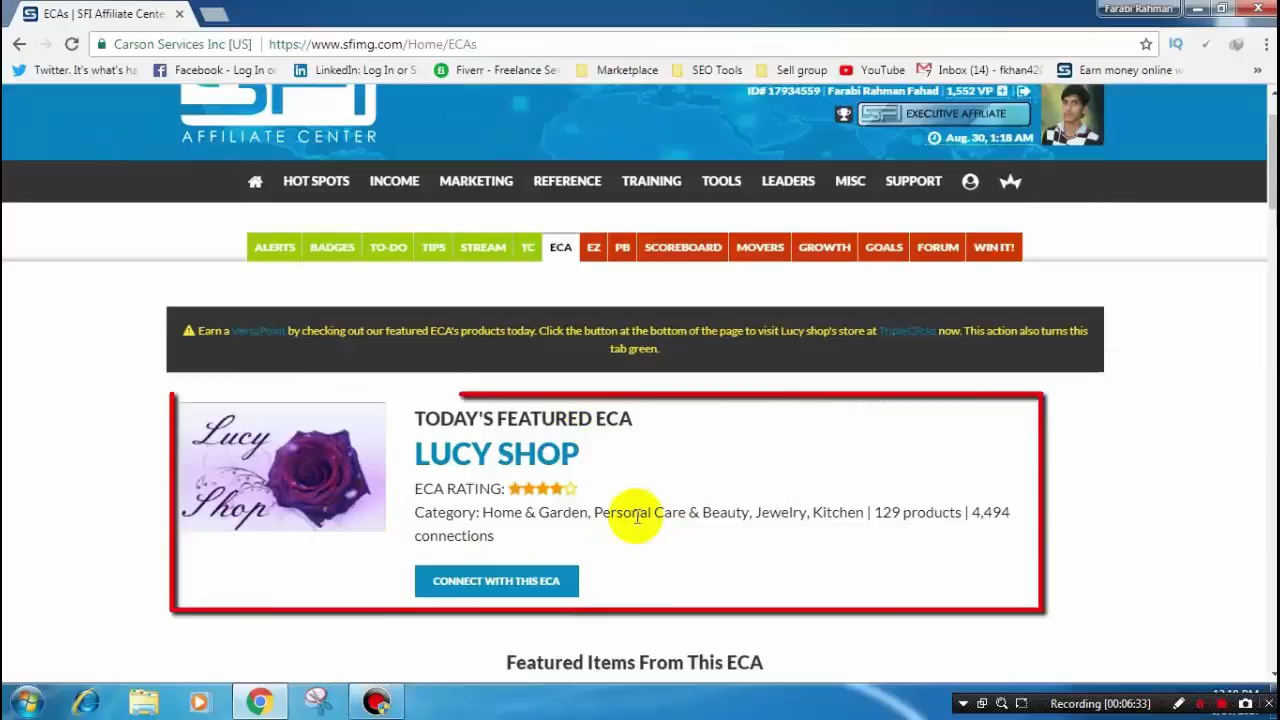 ECAs | SFI Affiliate Cente
Farabi Rahman
Carson Services Inc [US] | https://www.sfimg.com/Home/ECAs
Twitter. It's what's ha
Facebook - Log In or
LinkedIn: Log In or S
Fiverr - Freelance Se
Marketplace
SEO Tools
Sell group
YouTube
Inbox (14) - fkhan420
Earn money online w
AFFILIATE CENTER
ID# 17934559 | Farabi Rahman Fahad | 1,552 VP
SFI EXECUTIVE AFFILIATE
Aug. 30, 1:18 AM
HOT SPOTS INCOME MARKETING REFERENCE TRAINING TOOLS LEADERS MISC SUPPORT
ALERTS BADGES TO-DO TIPS STREAM TC ECA EZ PB SCOREBOARD MOVERS GROWTH GOALS FORUM WIN IT!
Earn a VersaPoint by checking out our featured ECA's products today. Click the button at the bottom of the page to visit Lucy shop's store at TripleClicks now. This action also turns this
tab green.
Lucy
Shop
TODAY'S FEATURED ECA
LUCY SHOP
ECA RATING:
Category: Home & Garden, Personal Care & Beauty, Jewelry, Kitchen | 129 products | 4,494
connections
CONNECT WITH THIS ECA
Featured Items From This ECA
Recording [00:06:33]